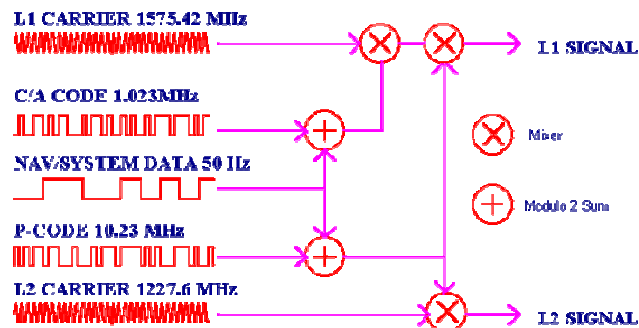 L1 CARRIER 1575.42 MHz
C/A CODE 1.023MHz
NAV/SYSTEM DATA 50 Hz
P-CODE 10.23 MHz
L2 CARRIER 1227.6 MHz
L1 SIGNAL
Mixer
Modulo 2 Sum
L2 SIGNAL